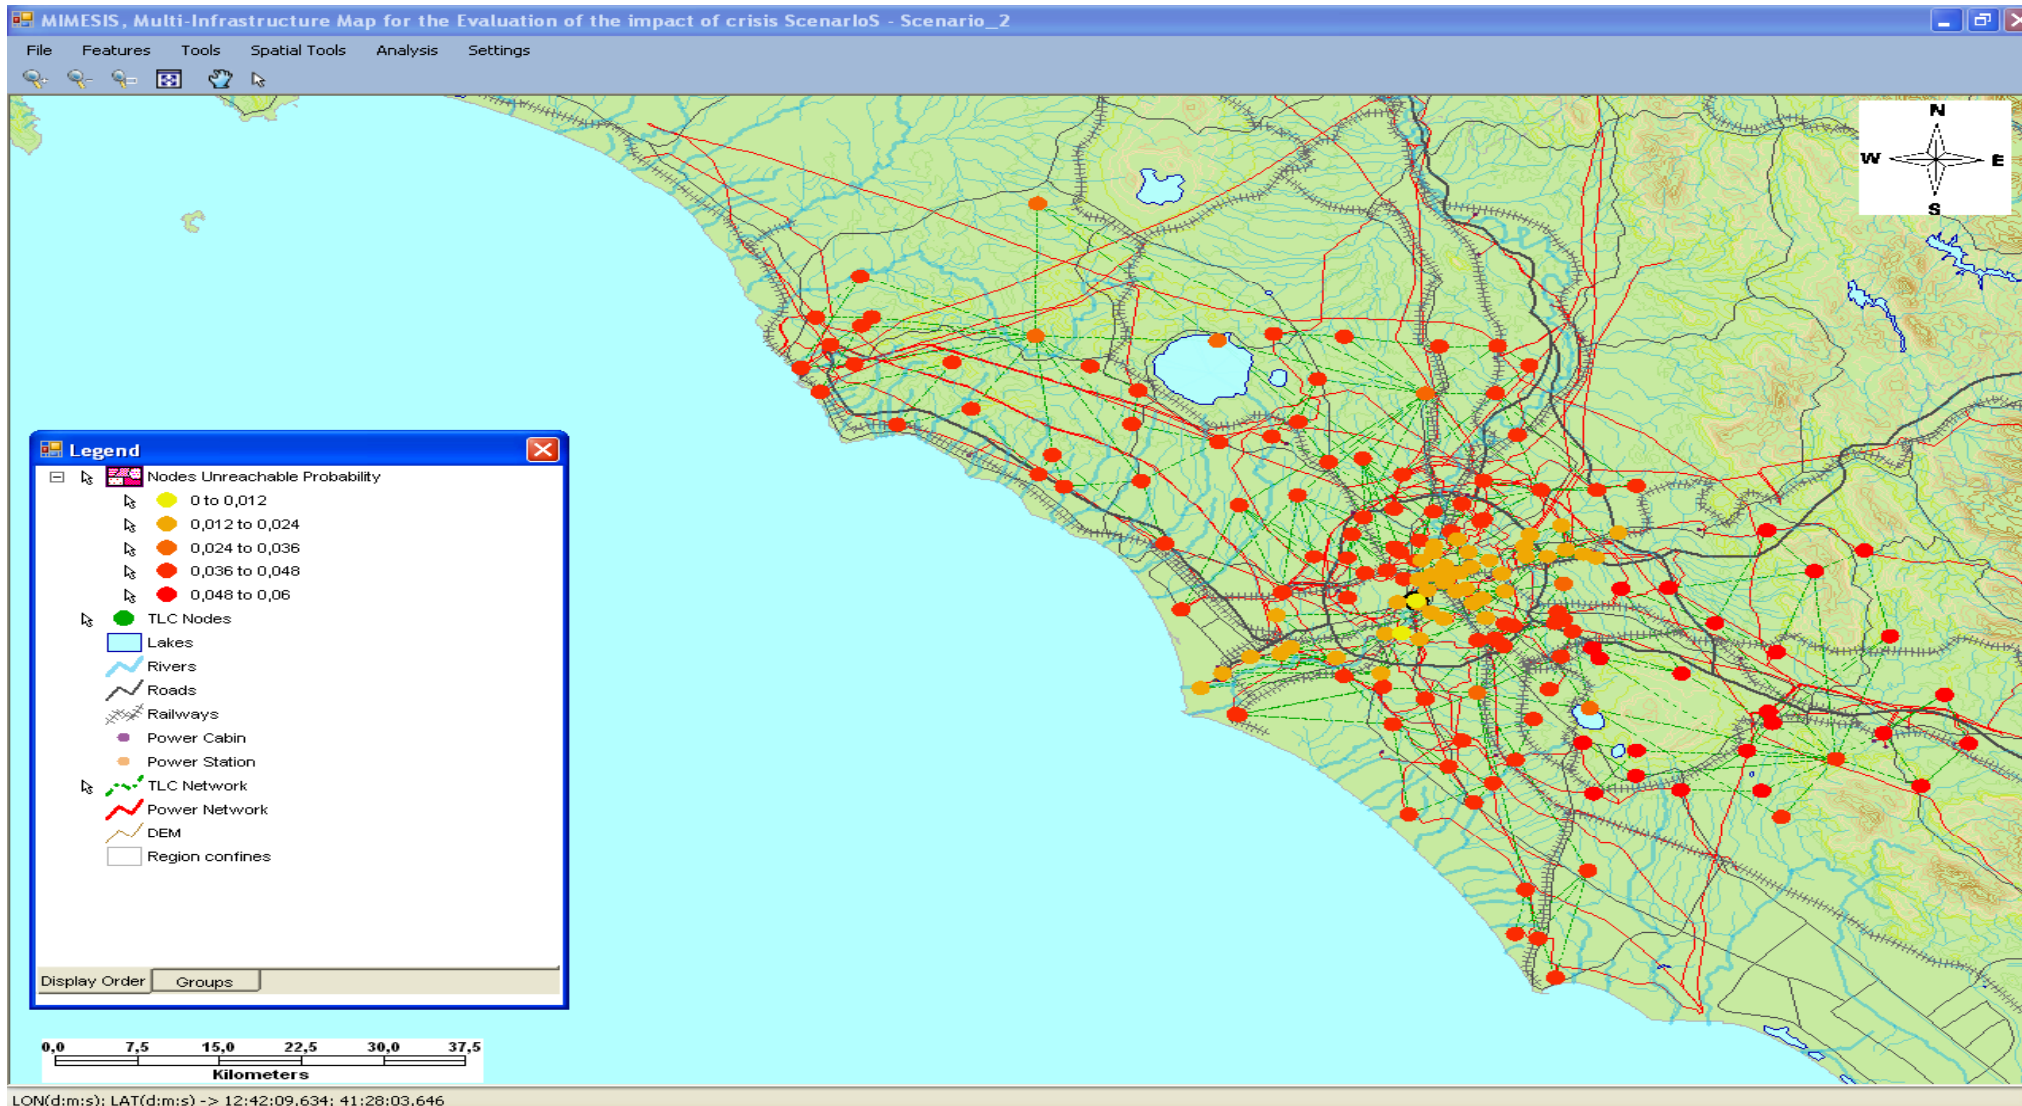 MIMESIS, Multi-Infrastructure Map for the Evaluation of the impact of crisis ScenarIoS - Scenario_2
File Features Tools Spatial Tools Analysis Settings
N
W E
S
Legend
Nodes Unreachable Probability
0 to 0,012
0,012 to 0,024
0,024 to 0,036
0,036 to 0,048
0,048 to 0,06
TLC Nodes
Lakes
Rivers
Roads
Railways
Power Cabin
Power Station
TLC Network
Power Network
DEM
Region confines
Display Order Groups
0,0 7,5 15,0 22,5 30,0 37,5
Kilometers
LON(d:m:s); LAT(d:m:s) -> 12:42:09,634; 41:28:03,646